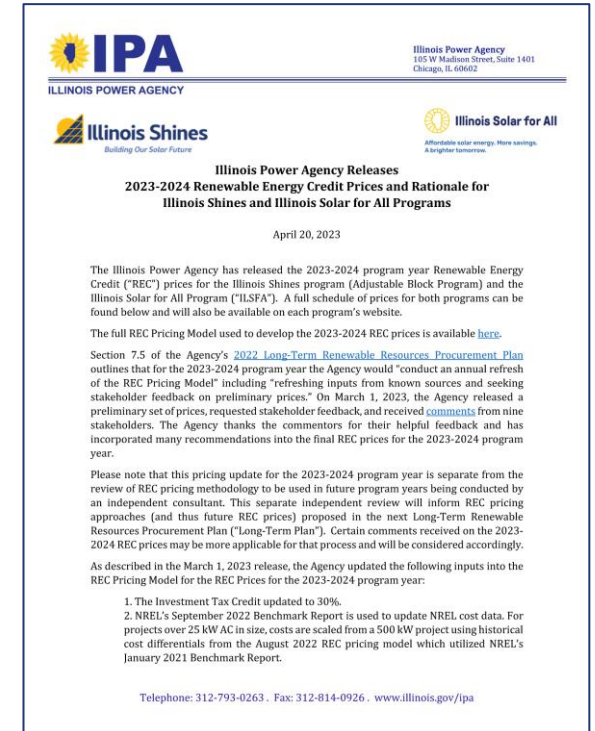 IPA
ILLINOIS POWER AGENCY
Illinois Power Agency
105 W Madison Street, Suite 1401
Chicago, IL 60602
Illinois Shines
Building Our Solar Future
Illinois Solar for All
Affordable solar energy. More savings.
A brighter tomorrow.
Illinois Power Agency Releases
2023-2024 Renewable Energy Credit Prices and Rationale for
Illinois Shines and Illinois Solar for All Programs
April 20, 2023
The Illinois Power Agency has released the 2023-2024 program year Renewable Energy
Credit (“REC”) prices for the Illinois Shines program (Adjustable Block Program) and the
Illinois Solar for All Program (“ILSFA”). A full schedule of prices for both programs can be
found below and will also be available on each program’s website.
The full REC Pricing Model used to develop the 2023-2024 REC prices is available here.
Section 7.5 of the Agency’s 2022 Long-Term Renewable Resources Procurement Plan
outlines that for the 2023-2024 program year the Agency would “conduct an annual refresh
of the REC Pricing Model” including “refreshing inputs from known sources and seeking
stakeholder feedback on preliminary prices.” On March 1, 2023, the Agency released a
preliminary set of prices, requested stakeholder feedback, and received comments from nine
stakeholders. The Agency thanks the commentors for their helpful feedback and has
incorporated many recommendations into the final REC prices for the 2023-2024 program
year.
Please note that this pricing update for the 2023-2024 program year is separate from the
review of REC pricing methodology to be used in future program years being conducted by
an independent consultant. This separate independent review will inform REC pricing
approaches (and thus future REC prices) proposed in the next Long-Term Renewable
Resources Procurement Plan (“Long-Term Plan”). Certain comments received on the 2023-
2024 REC prices may be more applicable for that process and will be considered accordingly.
As described in the March 1, 2023 release, the Agency updated the following inputs into the
REC Pricing Model for the REC Prices for the 2023-2024 program year:
1. The Investment Tax Credit updated to 30%.
2. NREL’s September 2022 Benchmark Report is used to update NREL cost data. For
projects over 25 kW AC in size, costs are scaled from a 500 kW project using historical
cost differentials from the August 2022 REC pricing model which utilized NREL’s
January 2021 Benchmark Report.
Telephone: 312-793-0263 . Fax: 312-814-0926 . www.illinois.gov/ipa